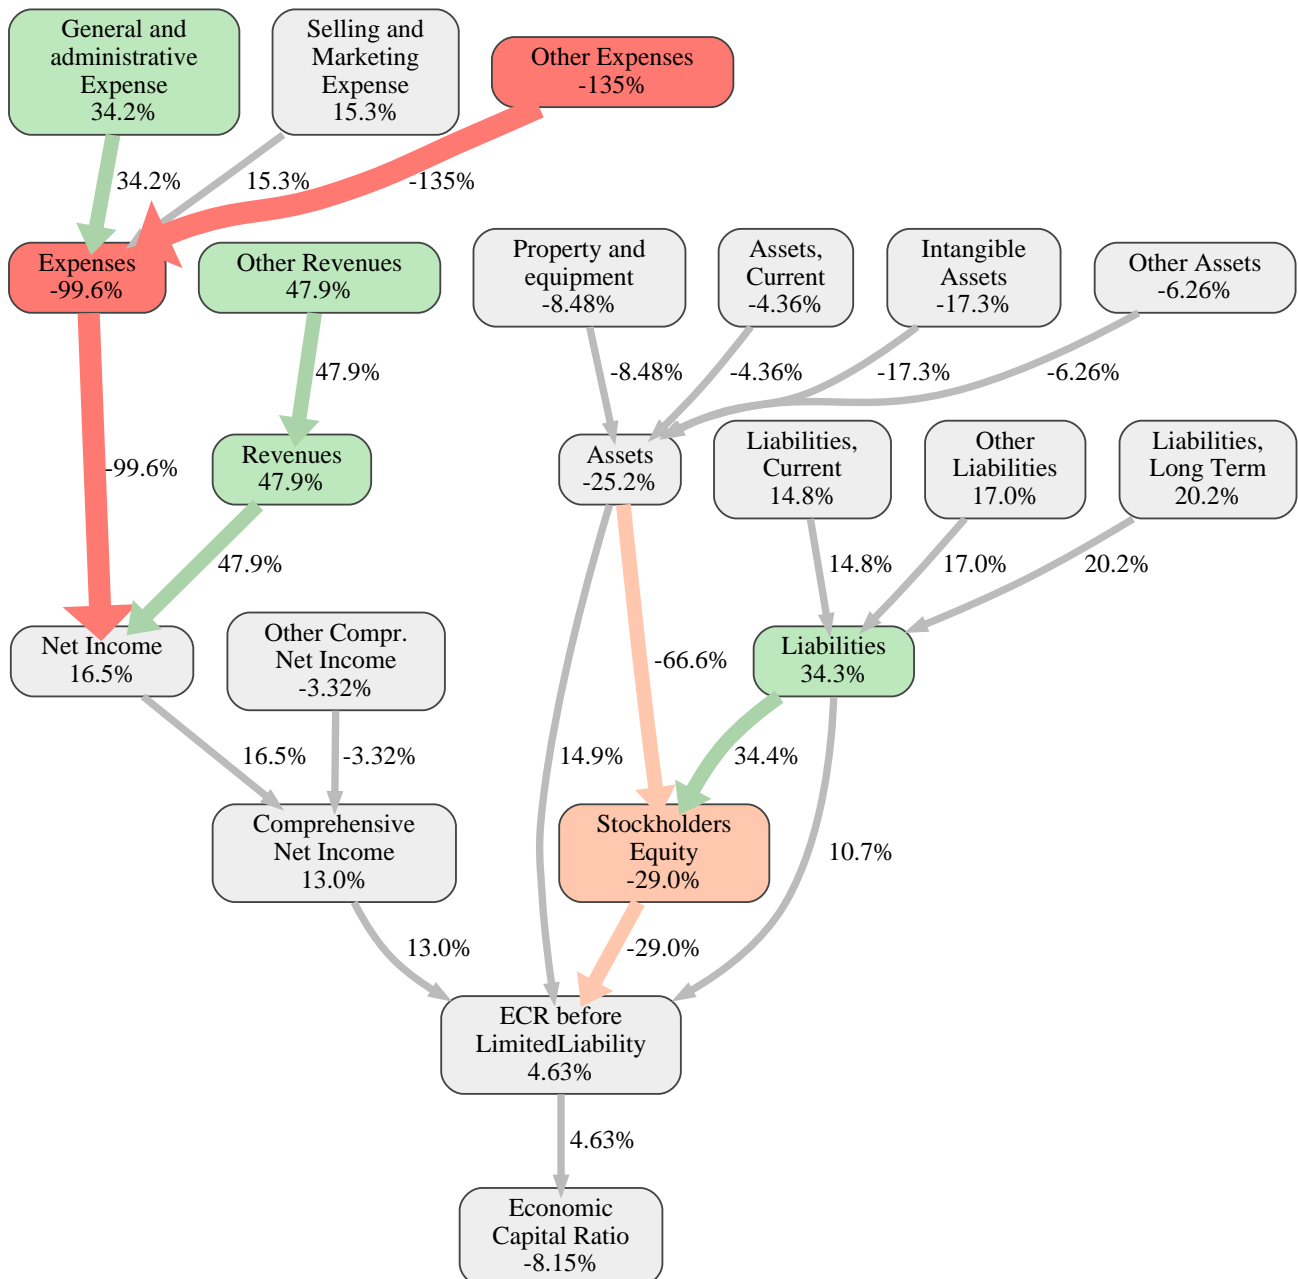 General and
administrative
Expense
34.2%
Selling and
Marketing
Expense
15.3%
Other Expenses
-135%
34.2%
15.3%
-135%
Expenses
-99.6%
Other Revenues
47.9%
Property and
equipment
-8.48%
Assets,
Current
-4.36%
Intangible
Assets
-17.3%
Other Assets
-6.26%
47.9%
-8.48%
-4.36%
-17.3%
-6.26%
-99.6%
Revenues
47.9%
Assets
-25.2%
Liabilities,
Current
14.8%
Other
Liabilities
17.0%
Liabilities,
Long Term
20.2%
47.9%
14.8%
17.0%
20.2%
Net Income
16.5%
Other Compr.
Net Income
-3.32%
-66.6%
Liabilities
34.3%
16.5%
-3.32%
14.9%
34.4%
Comprehensive
Net Income
13.0%
Stockholders
Equity
-29.0%
10.7%
13.0%
-29.0%
ECR before
LimitedLiability
4.63%
4.63%
Economic
Capital Ratio
-8.15%